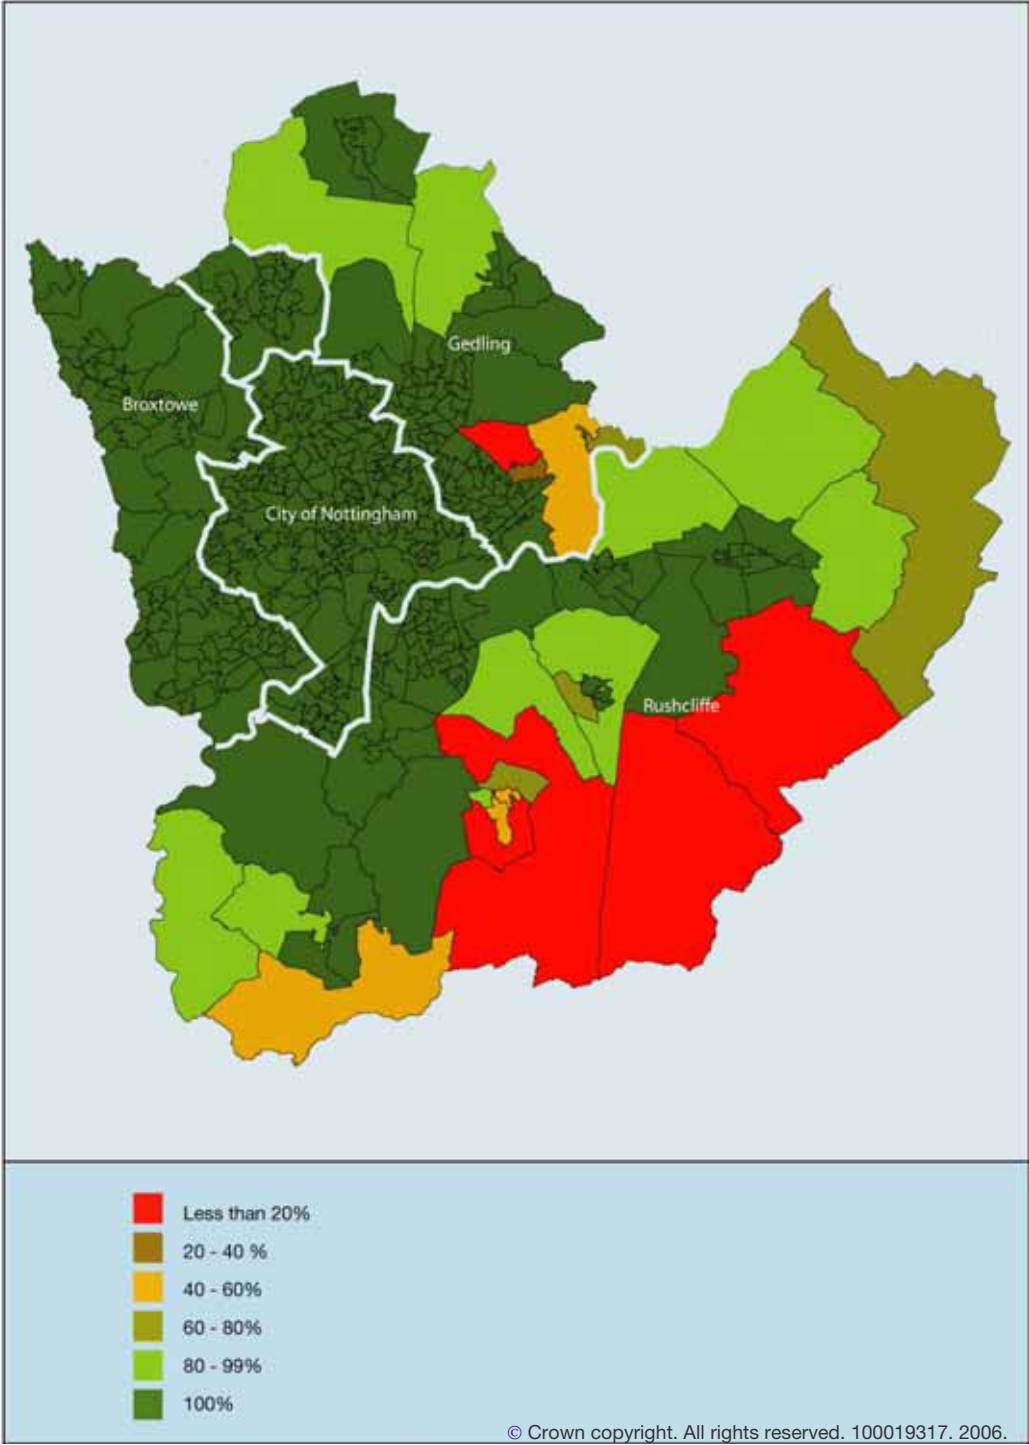 Gedling
Broxtowe
City of Nottingham
Rushcliffe
Less than 20%
20 - 40 %
40 - 60%
60 - 80%
80 - 99%
100%
© Crown copyright. All rights reserved. 100019317. 2006.